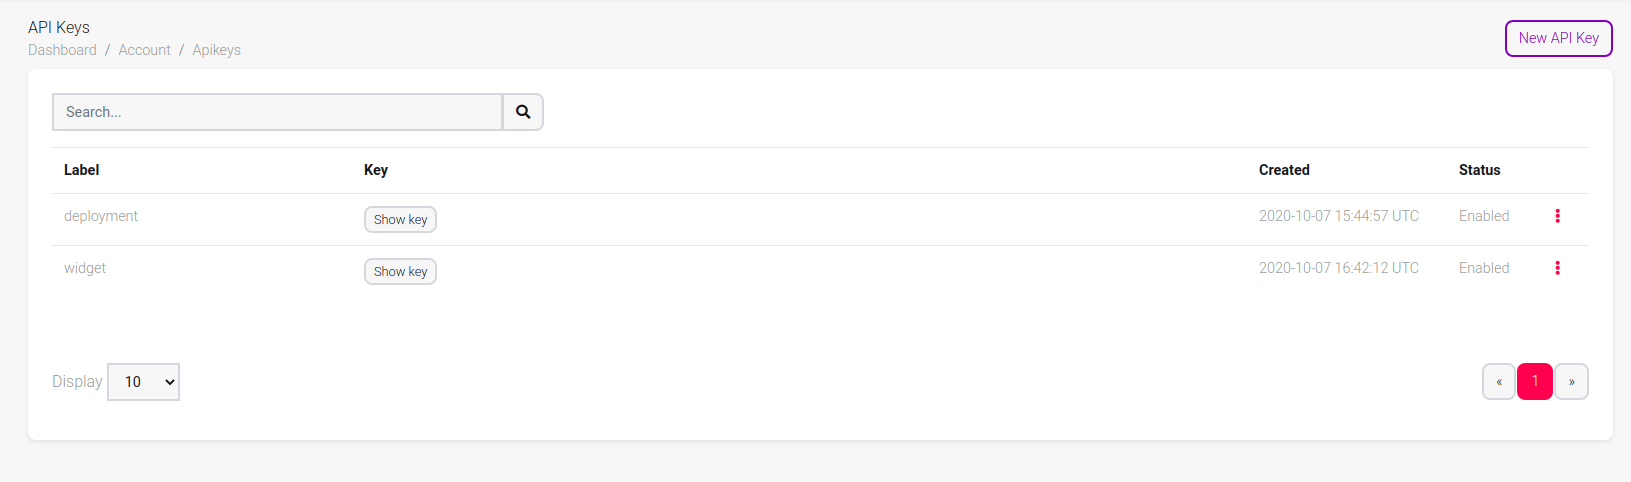 API Keys
New API Key
Dashboard / Account / Apikeys
Search...
Label Key Created Status
deployment Show key 2020-10-07 15:44:57 UTC Enabled
widget Show key 2020-10-07 16:42:12 UTC Enabled
Display 10 « 1 »